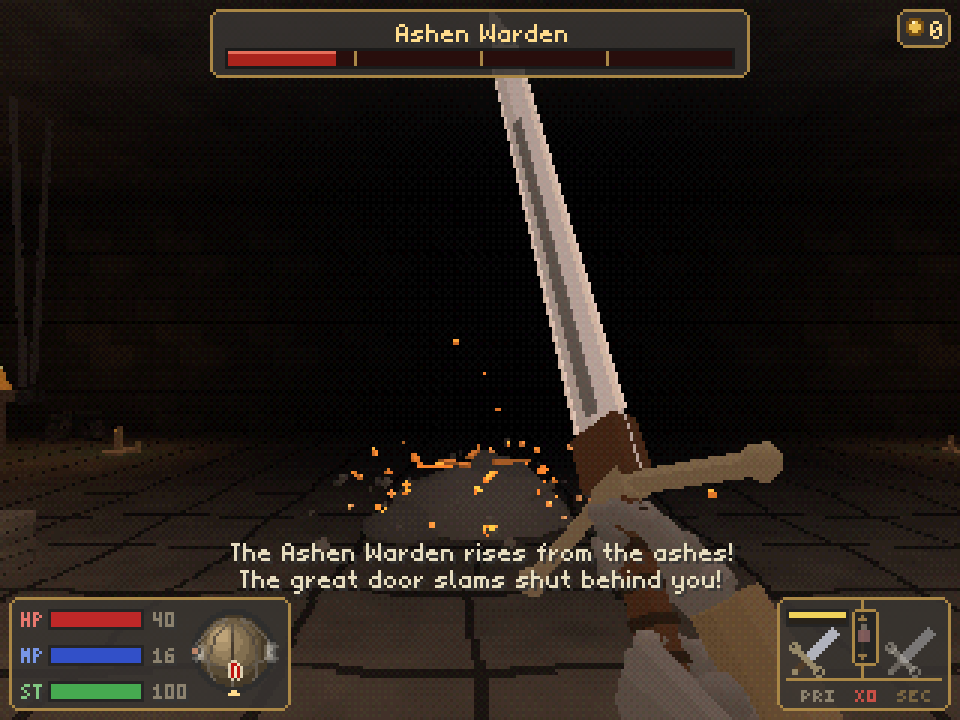 Ashen Warden
0
The Ashen Warden rises from the ashes!
The great door slams shut behind you!
HP 40
MP 16
ST 100
PRI X0 SEC